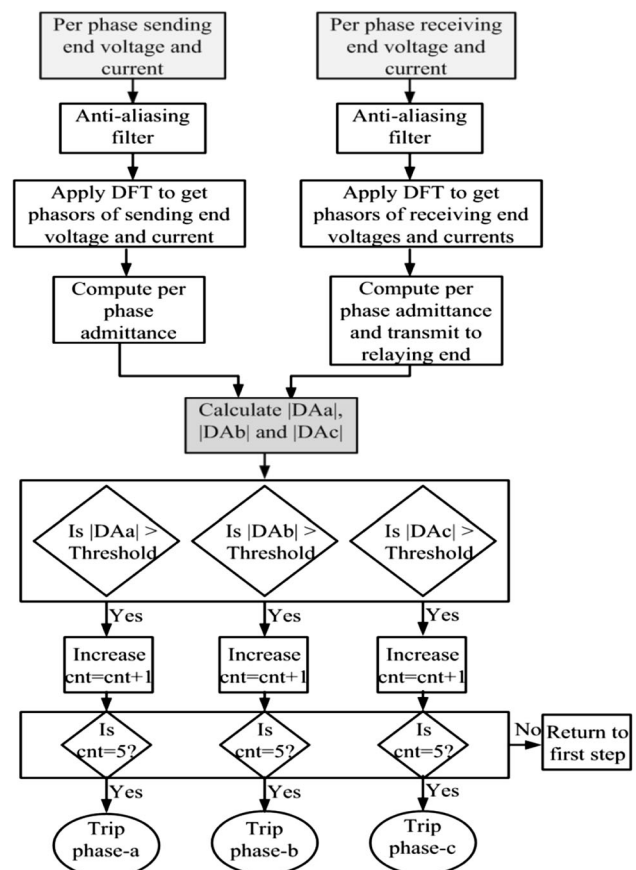 Per phase sending
end voltage and
current
Per phase receiving
end voltage and
current
Anti-aliasing
filter
Anti-aliasing
filter
Apply DFT to get
phasors of sending end
voltage and current
Apply DFT to get
phasors of receiving end
voltages and currents
Compute per
phase
admittance
Compute per
phase admittance
and transmit to
relaying end
Calculate |DAa|,
|DAb| and |DAc|
Is |DAa| >
Threshold
Is |DAb| >
Threshold
Is |DAc| >
Threshold
Yes
Yes
Yes
Increase
cnt=cnt+1
Increase
cnt=cnt+1
Increase
cnt=cnt+1
Is
cnt=5?
Is
cnt=5?
Is
cnt=5?
No
Return to
first step
Yes
Yes
Yes
Trip
phase-a
Trip
phase-b
Trip
phase-c